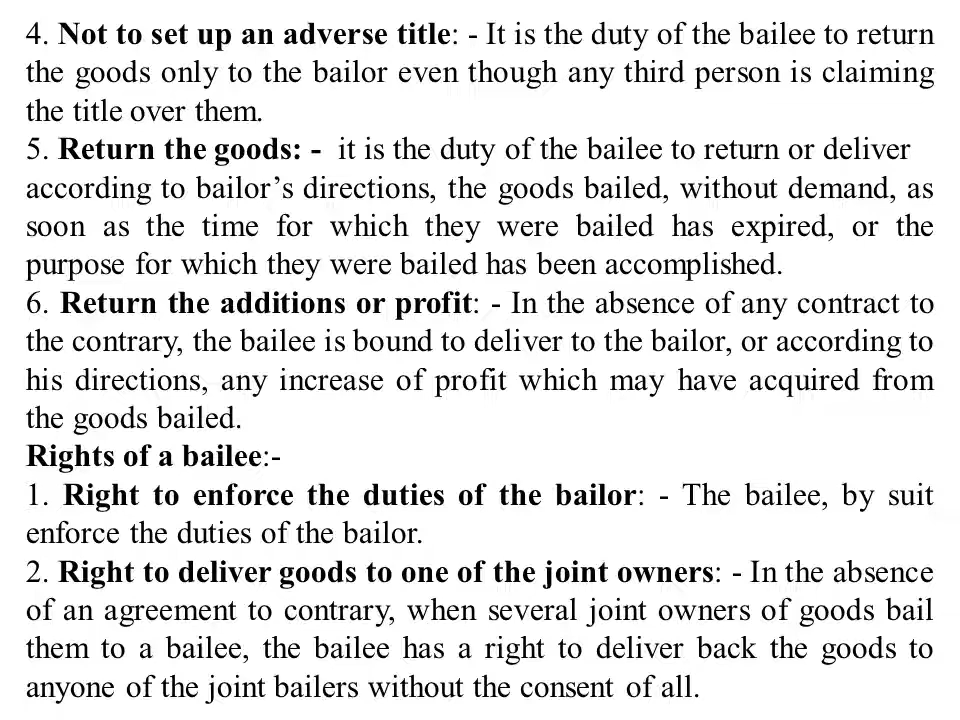 4. Not to set up an adverse title: - It is the duty of the bailee to return
the goods only to the bailor even though any third person is claiming
the title over them.
5. Return the goods: - it is the duty of the bailee to return or deliver
according to bailor’s directions, the goods bailed, without demand, as
soon as the time for which they were bailed has expired, or the
purpose for which they were bailed has been accomplished.
6. Return the additions or profit: - In the absence of any contract to
the contrary, the bailee is bound to deliver to the bailor, or according to
his directions, any increase of profit which may have acquired from
the goods bailed.
Rights of a bailee:-
1. Right to enforce the duties of the bailor: - The bailee, by suit
enforce the duties of the bailor.
2. Right to deliver goods to one of the joint owners: - In the absence
of an agreement to contrary, when several joint owners of goods bail
them to a bailee, the bailee has a right to deliver back the goods to
anyone of the joint bailers without the consent of all.